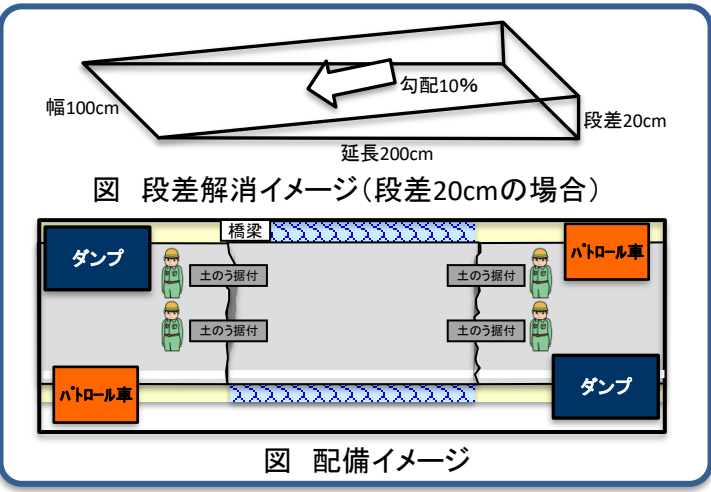 勾配10%
幅100cm
段差20cm
延長200cm
図 段差解消イメージ(段差20cmの場合)
橋梁
ダンプ
パトロール車
土のう据付
土のう据付
土のう据付
土のう据付
パトロール車
ダンプ
図 配備イメージ